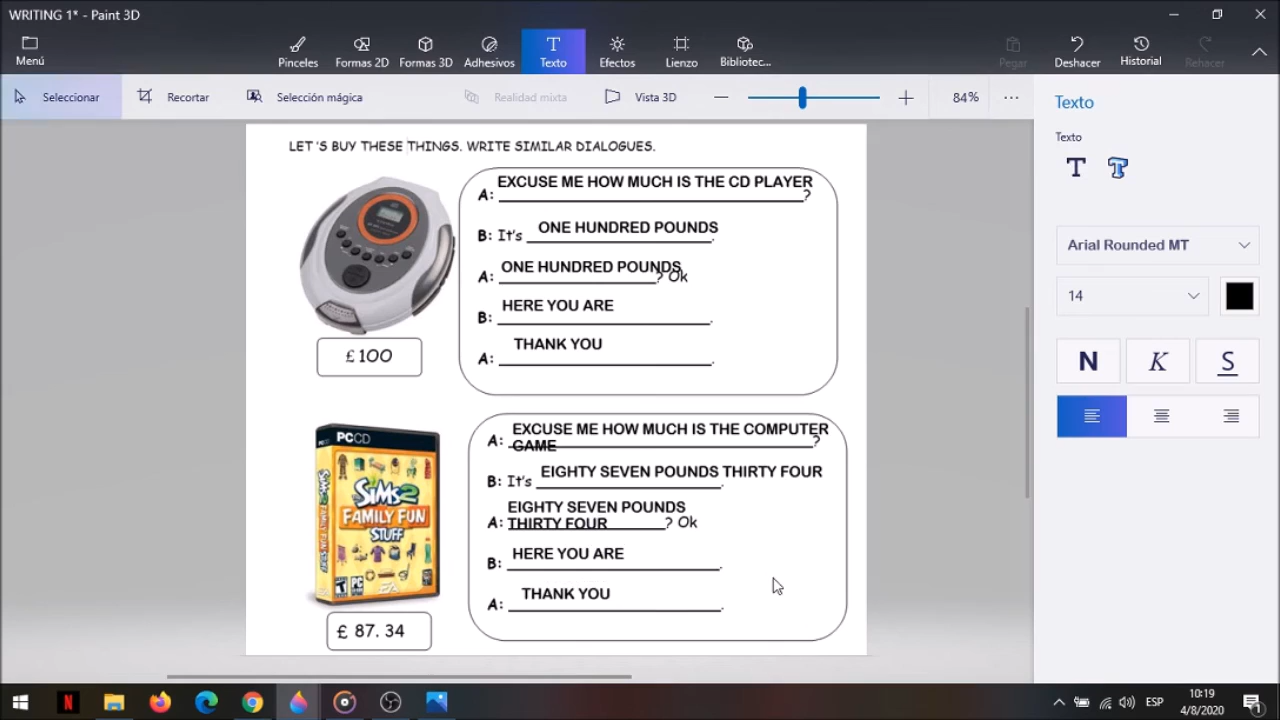 WRITING 1* - Paint 3D
Menú
Pinceles
Formas 2D
Formas 3D
Adhesivos
Texto
Efectos
Lienzo
Bibliotec...
Pegar
Deshacer
Historial
Rehacer
Seleccionar
Recortar
Selección mágica
Realidad mixta
Vista 3D
84%
Texto
Texto
Arial Rounded MT
14
N K S
LET 'S BUY THESE THINGS. WRITE SIMILAR DIALOGUES.
EXCUSE ME HOW MUCH IS THE CD PLAYER
A: ?
B: It's ONE HUNDRED POUNDS.
A: ONE HUNDRED POUNDS? Ok
B: HERE YOU ARE.
A: THANK YOU.
£ 100
A: EXCUSE ME HOW MUCH IS THE COMPUTER
GAME ?
B: It's EIGHTY SEVEN POUNDS THIRTY FOUR.
EIGHTY SEVEN POUNDS
A: THIRTY FOUR? Ok
B: HERE YOU ARE.
A: THANK YOU.
PC CD
SiMS 2
FAMILY FUN
STUFF
EA
£ 87. 34
ESP
10:19
4/8/2020